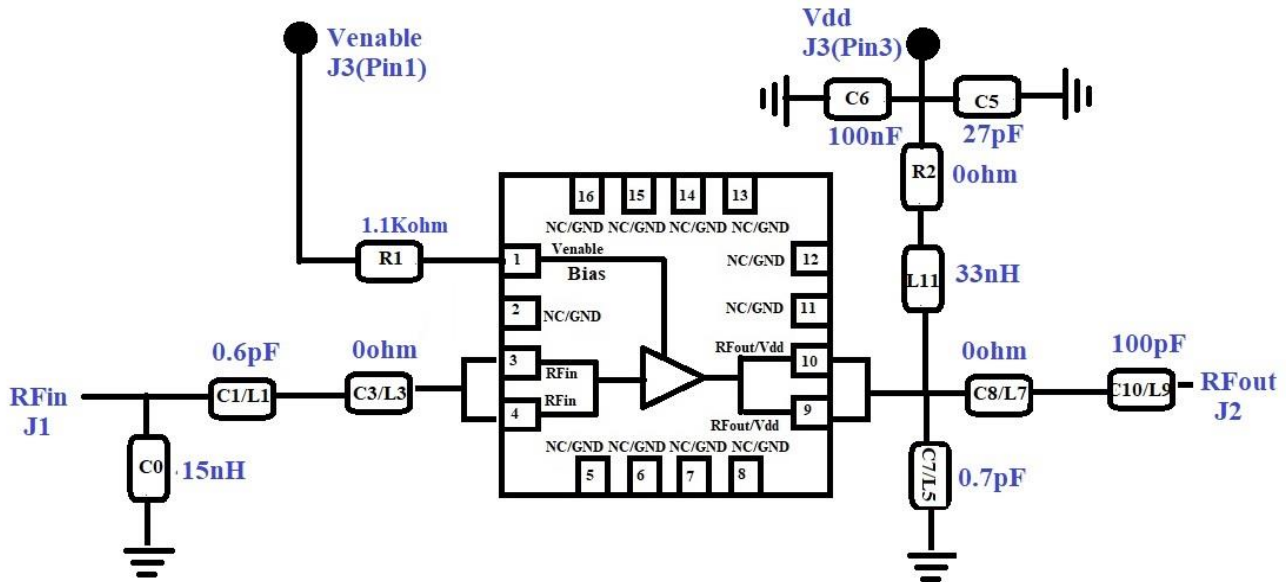 Venable
J3(Pin1)
Vdd
J3(Pin3)
C6
C5
100nF
27pF
R2
0ohm
16
15
14
13
NC/GND NC/GND NC/GND NC/GND
1.1Kohm
R1
1
Venable
Bias
NC/GND
12
L11
33nH
2
NC/GND
NC/GND
11
0.6pF
0ohm
3
RFin
RFout/Vdd
10
0ohm
100pF
RFin
J1
C1/L1
C3/L3
4
RFin
9
RFout/Vdd
C8/L7
C10/L9
RFout
J2
C0
15nH
NC/GND NC/GND NC/GND NC/GND
5
6
7
8
C7/L5
0.7pF